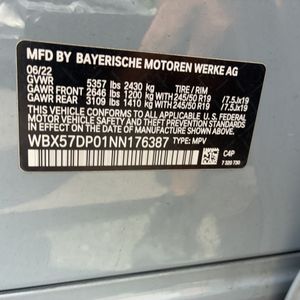 MFD BY BAYERISCHE MOTOREN WERKE AG
06/22
GVWR 5357 lbs 2430 kg TIRE / RIM
GAWR FRONT 2646 lbs 1200 kg WITH 245/50 R19 /7.5Jx19
GAWR REAR 3109 lbs 1410 kg WITH 245/50 R19 /7.5Jx19
THIS VEHICLE CONFORMS TO ALL APPLICABLE
U.S. FEDERAL MOTOR VEHICLE SAFETY STANDARDS
IN EFFECT ON THE DATE OF MANUFACTURE SHOWN ABOVE.
WBX57DP01NN176387 TYPE: MPV
C4P
7 320 730